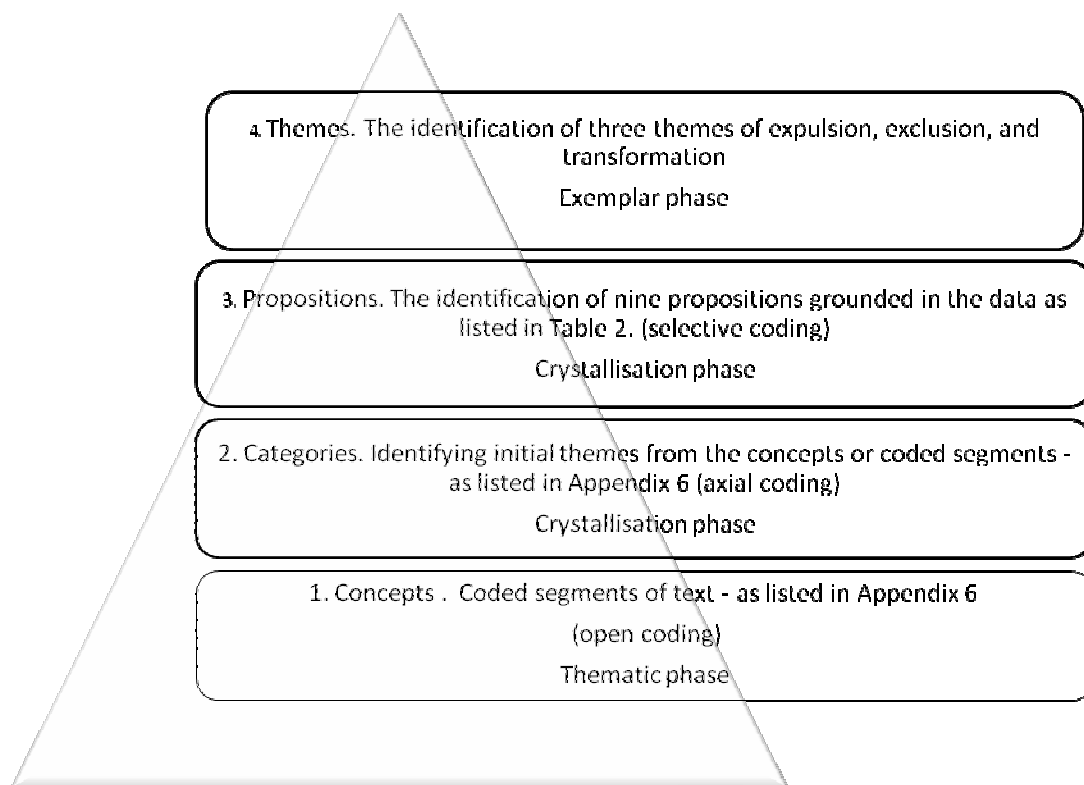 4. Themes. The identification of three themes of expulsion, exclusion, and
transformation
Exemplar phase
3. Propositions. The identification of nine propositions grounded in the data as
listed in Table 2. (selective coding)
Crystallisation phase
2. Categories. Identifying initial themes from the concepts or coded segments -
as listed in Appendix 6 (axial coding)
Crystallisation phase
1. Concepts . Coded segments of text - as listed in Appendix 6
(open coding)
Thematic phase